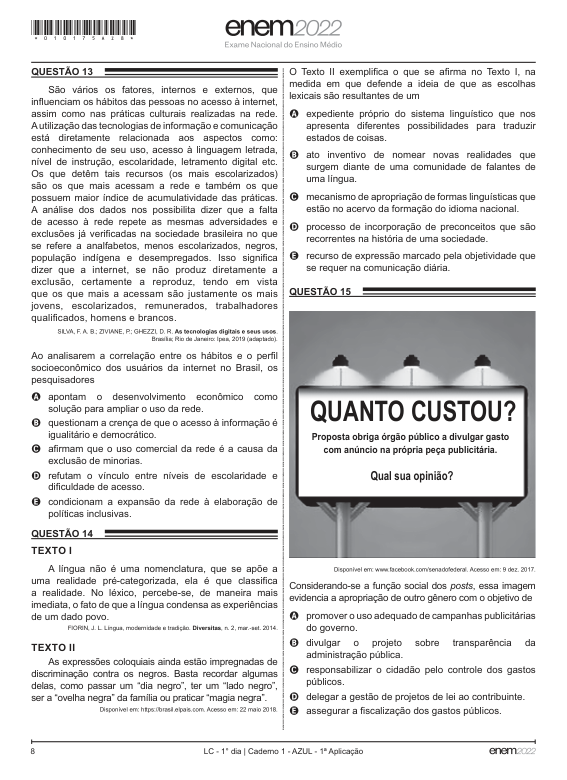 *010175628*
enem2022
Exame Nacional do Ensino Médio
QUESTÃO 13
São vários os fatores, internos e externos, que
influenciam os hábitos das pessoas no acesso à internet,
assim como nas práticas culturais realizadas na rede.
A utilização das tecnologias de informação e comunicação
está diretamente relacionada aos aspectos como:
conhecimento de seu uso, acesso à linguagem letrada,
nível de instrução, escolaridade, letramento digital etc.
Os que detêm tais recursos (os mais escolarizados)
são os que mais acessam a rede e também os que
possuem maior índice de acumulatividade das práticas.
A análise dos dados nos possibilita dizer que a falta
de acesso à rede repete as mesmas adversidades e
exclusões já verificadas na sociedade brasileira no que
se refere a analfabetos, menos escolarizados, negros,
população indígena e desempregados. Isso significa
dizer que a internet, se não produz diretamente a
exclusão, certamente a reproduz, tendo em vista
que os que mais a acessam são justamente os mais
jovens, escolarizados, remunerados, trabalhadores
qualificados, homens e brancos.
SILVA, F. A. B.; ZIVIANE, P.; GHEZZI, D. R. As tecnologias digitais e seus usos.
Brasília; Rio de Janeiro: Ipea, 2019 (adaptado).
Ao analisarem a correlação entre os hábitos e o perfil
socioeconômico dos usuários da internet no Brasil, os
pesquisadores
A apontam o desenvolvimento econômico como
solução para ampliar o uso da rede.
B questionam a crença de que o acesso à informação é
igualitário e democrático.
C afirmam que o uso comercial da rede é a causa da
exclusão de minorias.
D refutam o vínculo entre níveis de escolaridade e
dificuldade de acesso.
E condicionam a expansão da rede à elaboração de
políticas inclusivas.
QUESTÃO 14
TEXTO I
A língua não é uma nomenclatura, que se apõe a
uma realidade pré-categorizada, ela é que classifica
a realidade. No léxico, percebe-se, de maneira mais
imediata, o fato de que a língua condensa as experiências
de um dado povo.
FIORIN, J. L. Língua, modernidade e tradição. Diversitas, n. 2, mar.-set. 2014.
TEXTO II
As expressões coloquiais ainda estão impregnadas de
discriminação contra os negros. Basta recordar algumas
delas, como passar um “dia negro”, ter um “lado negro”,
ser a “ovelha negra” da família ou praticar “magia negra”.
Disponível em: https://brasil.elpais.com. Acesso em: 22 maio 2018.
O Texto II exemplifica o que se afirma no Texto I, na
medida em que defende a ideia de que as escolhas
lexicais são resultantes de um
A expediente próprio do sistema linguístico que nos
apresenta diferentes possibilidades para traduzir
estados de coisas.
B ato inventivo de nomear novas realidades que
surgem diante de uma comunidade de falantes de
uma língua.
C mecanismo de apropriação de formas linguísticas que
estão no acervo da formação do idioma nacional.
D processo de incorporação de preconceitos que são
recorrentes na história de uma sociedade.
E recurso de expressão marcado pela objetividade que
se requer na comunicação diária.
QUESTÃO 15
QUANTO CUSTOU?
Proposta obriga órgão público a divulgar gasto
com anúncio na própria peça publicitária.
Qual sua opinião?
Disponível em: www.facebook.com/senadofederal. Acesso em: 9 dez. 2017.
Considerando-se a função social dos posts, essa imagem
evidencia a apropriação de outro gênero com o objetivo de
A promover o uso adequado de campanhas publicitárias
do governo.
B divulgar o projeto sobre transparência da
administração pública.
C responsabilizar o cidadão pelo controle dos gastos
públicos.
D delegar a gestão de projetos de lei ao contribuinte.
E assegurar a fiscalização dos gastos públicos.
8
LC - 1° dia | Caderno 1 - AZUL - 1ª Aplicação
enem2022